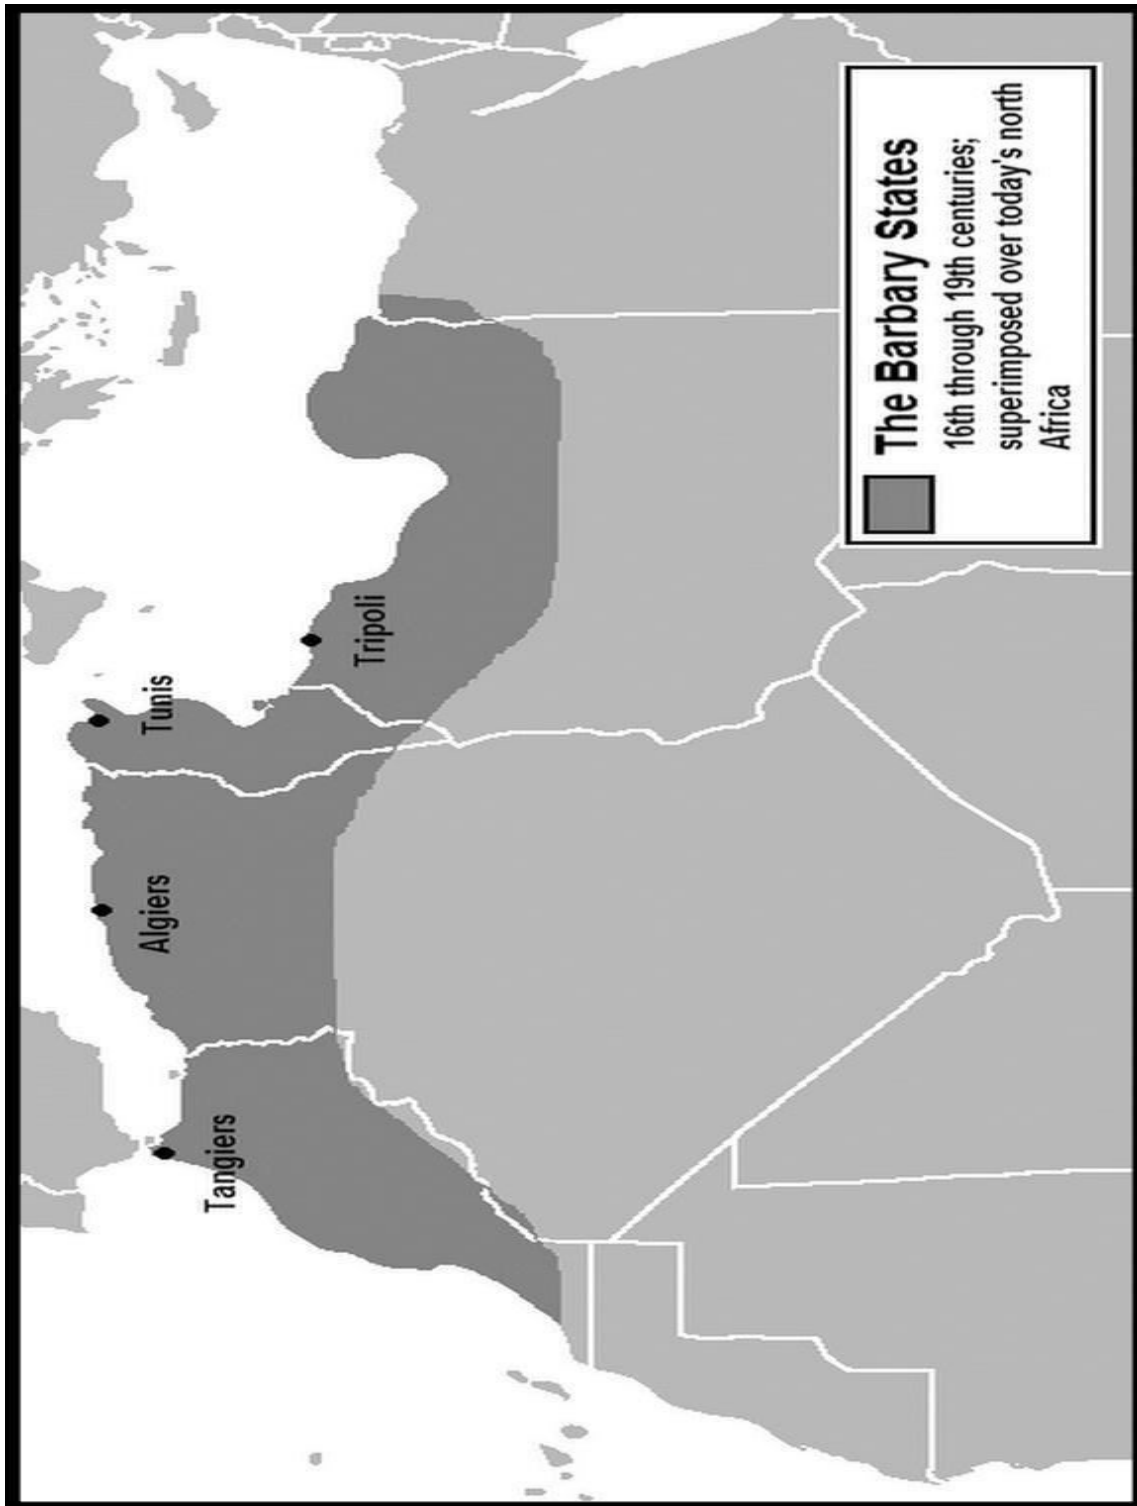 Tangiers
Algiers
Tunis
Tripoli
The Barbary States
16th through 19th centuries;
superimposed over today's north
Africa